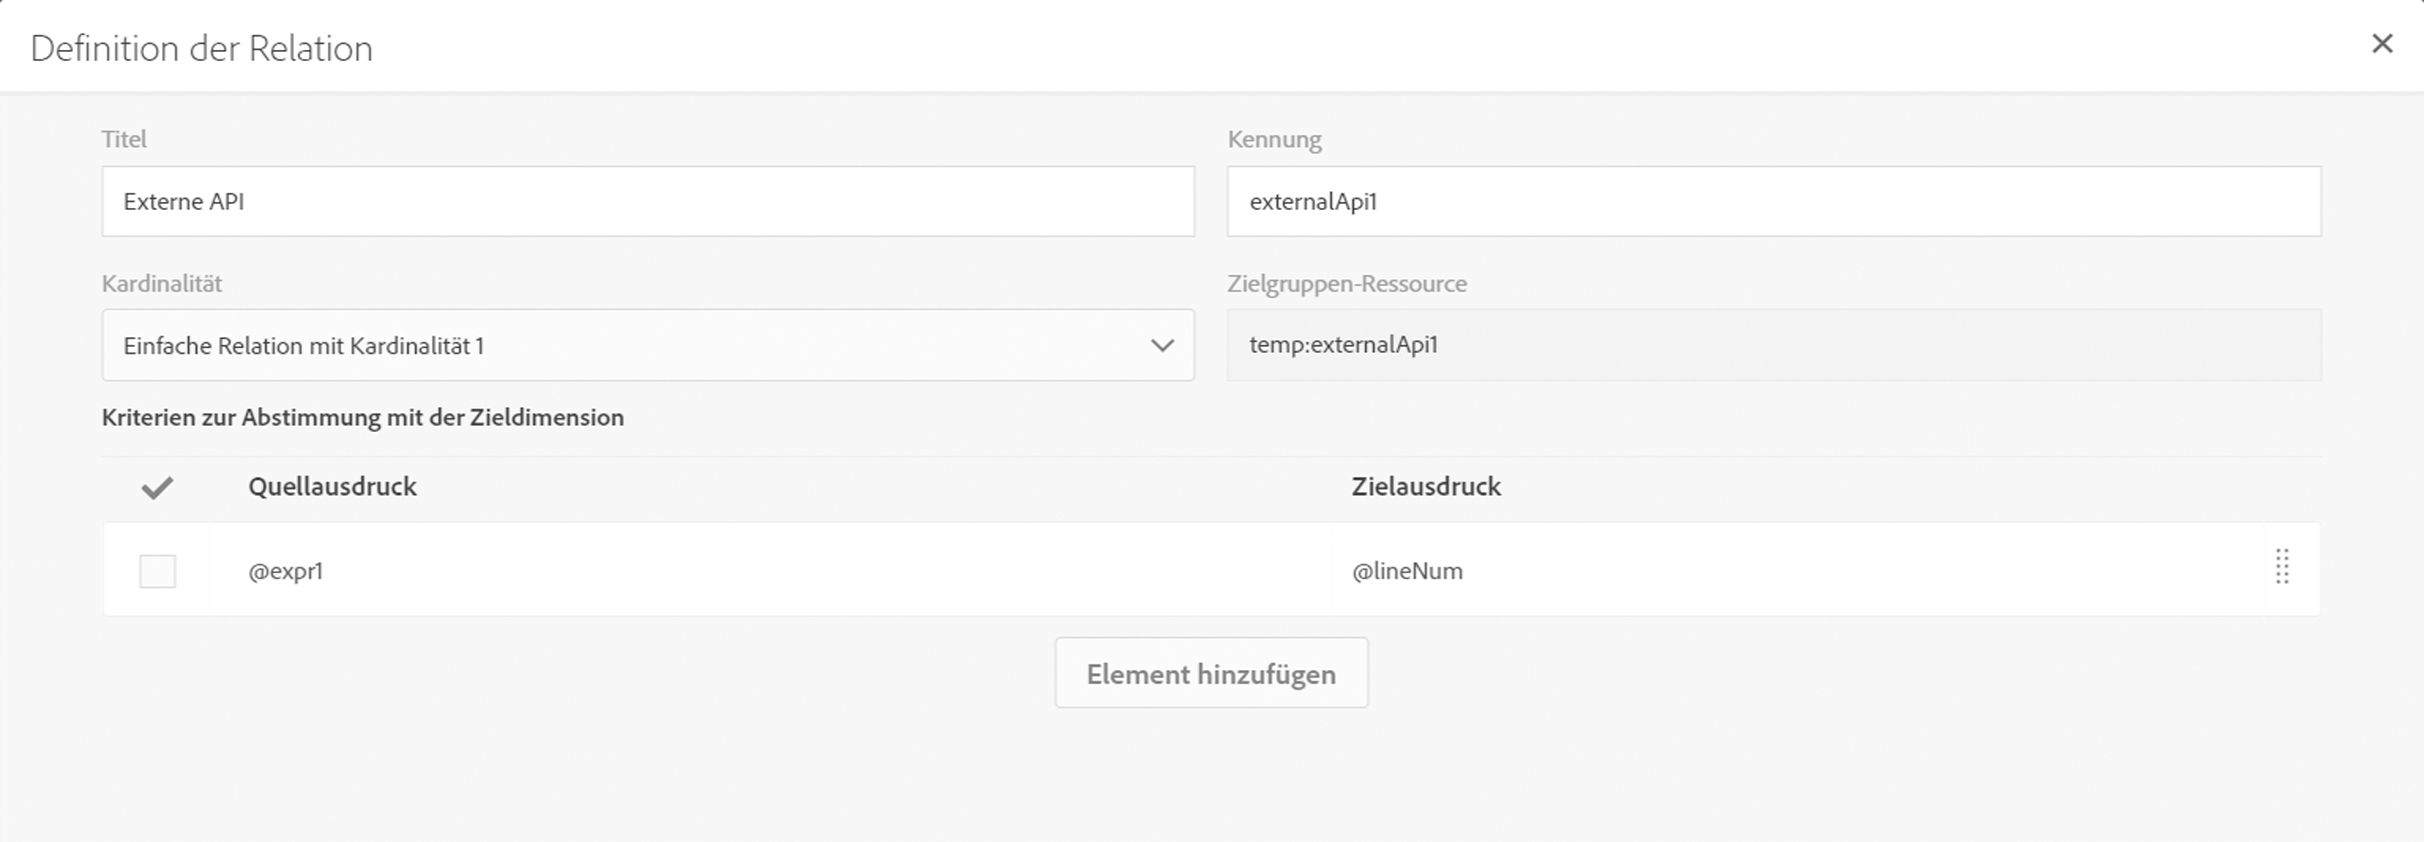 Definition der Relation
Titel
Kennung
Externe API
externalApi1
Kardinalität
Zielgruppen-Ressource
Einfache Relation mit Kardinalität 1
temp:externalApi1
Kriterien zur Abstimmung mit der Zieldimension
Quellausdruck
Zielausdruck
@expr1
@lineNum
Element hinzufügen